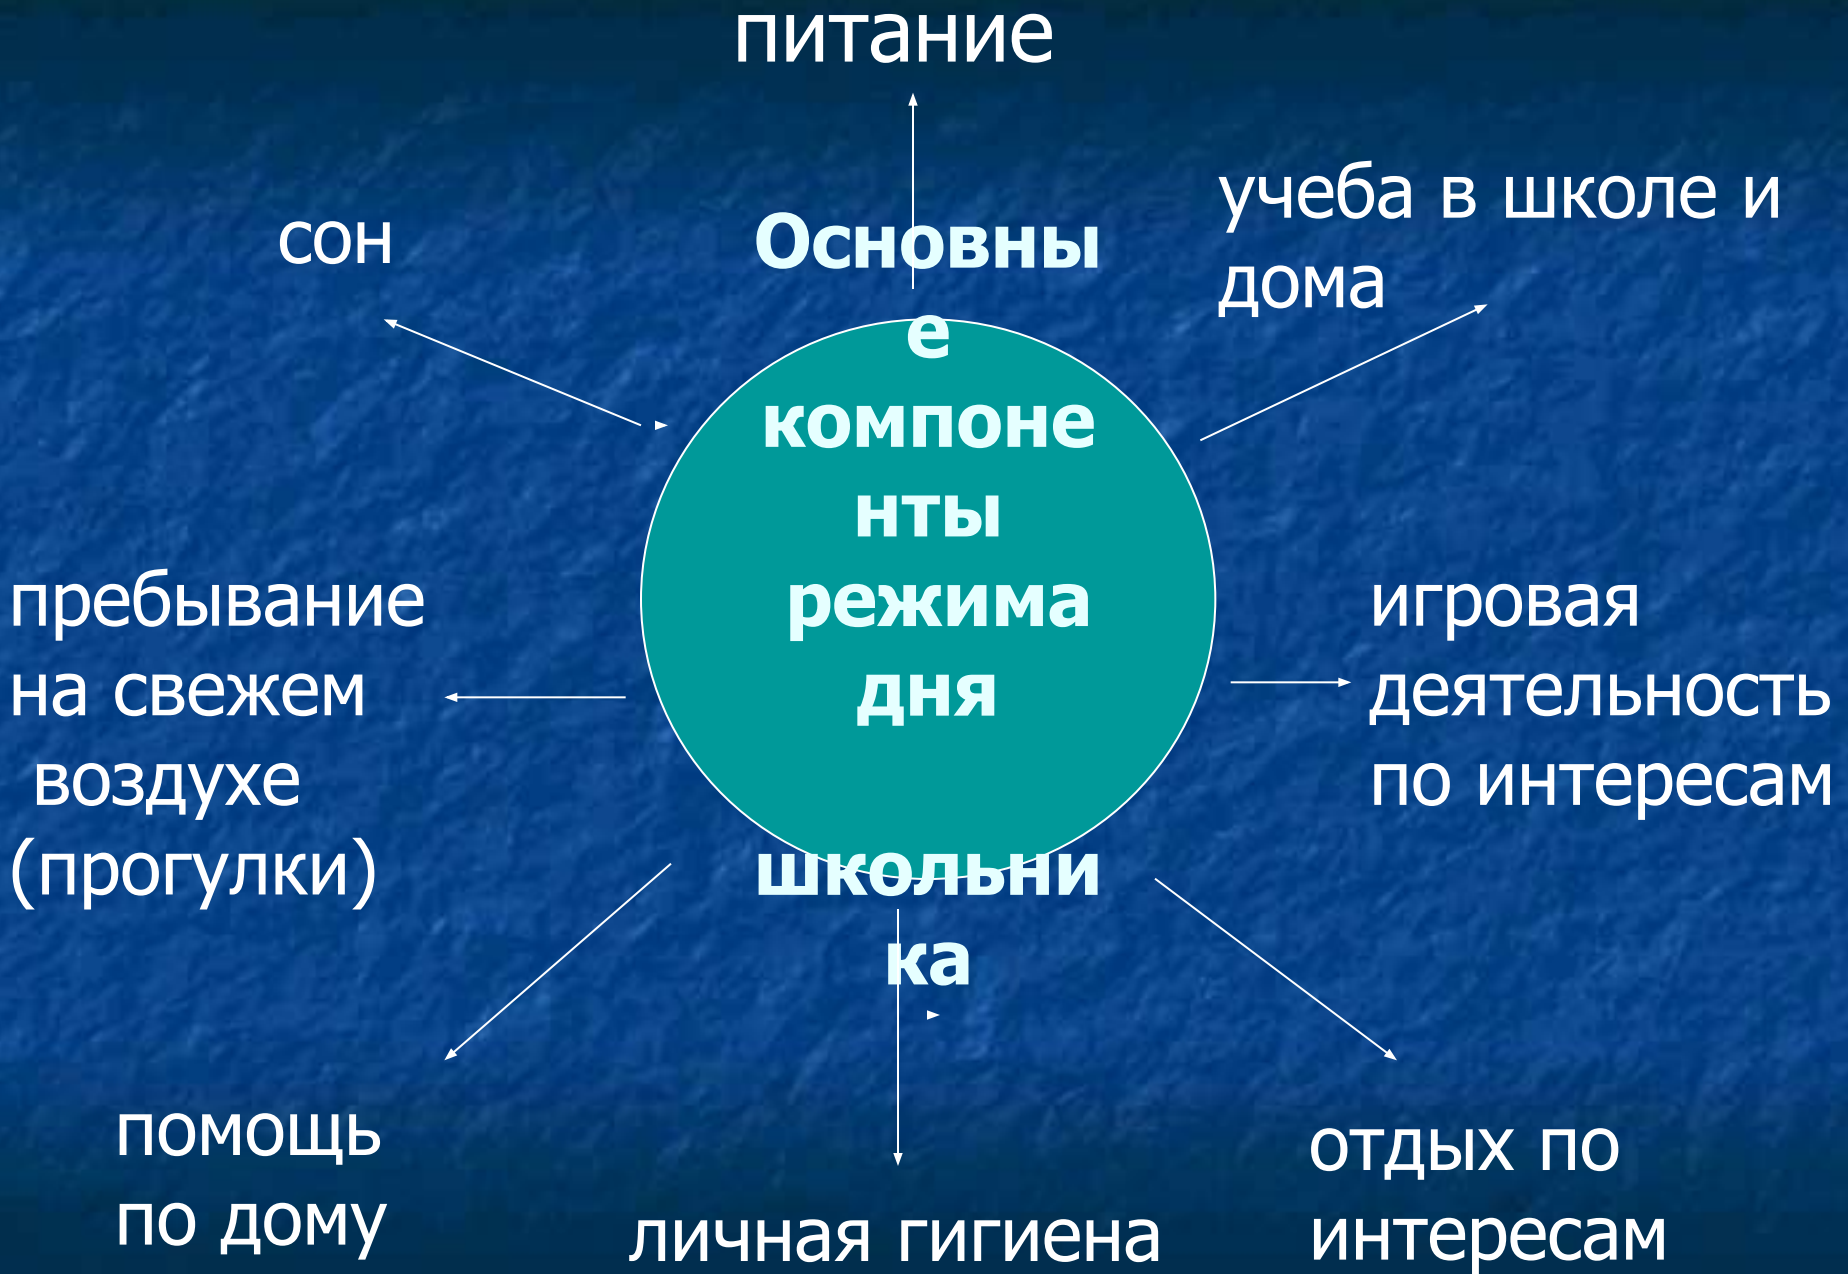 питание
сон
учеба в школе и
дома
Основны
е
компоне
нты
режима
дня
школьни
ка
пребывание
на свежем
воздухе
(прогулки)
игровая
деятельность
по интересам
помощь
по дому
личная гигиена
отдых по
интересам